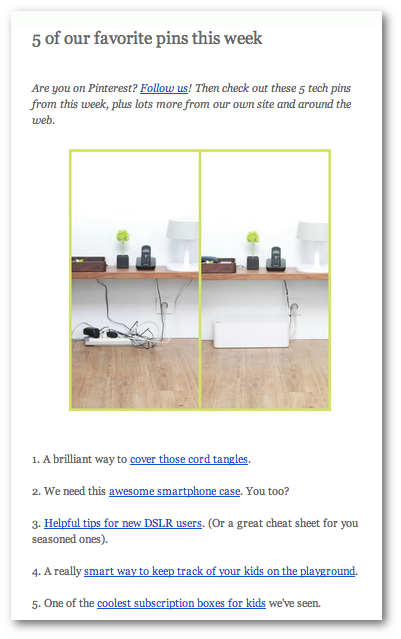 5 of our favorite pins this week
Are you on Pinterest? Follow us! Then check out these 5 tech pins
from this week, plus lots more from our own site and around the
web.
1. A brilliant way to cover those cord tangles.
2. We need this awesome smartphone case. You too?
3. Helpful tips for new DSLR users. (Or a great cheat sheet for you
seasoned ones).
4. A really smart way to keep track of your kids on the playground.
5. One of the coolest subscription boxes for kids we've seen.